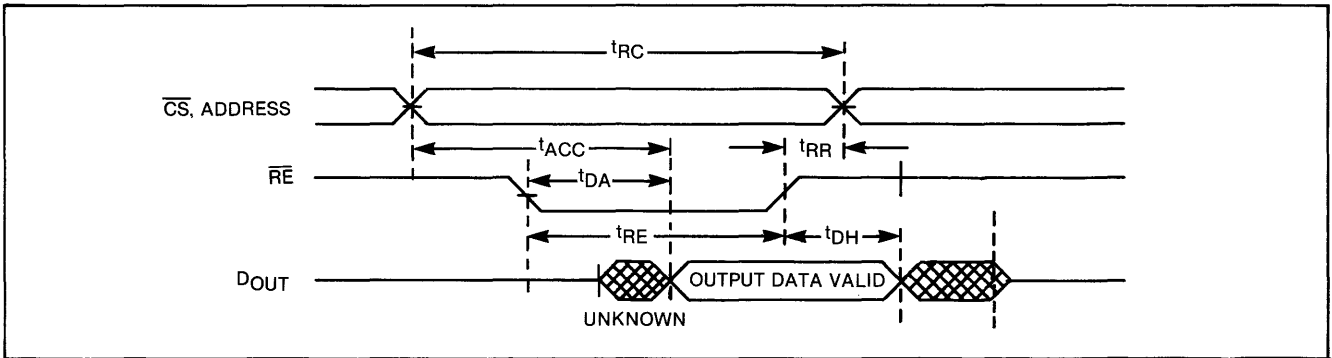 tRC
CS, ADDRESS
tACC
tRR
RE
tDA
tRE
tDH
DOUT
OUTPUT DATA VALID
UNKNOWN